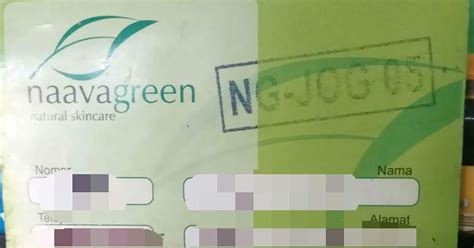 naavagreen
natural skincare
NG-JOG-05
Nomor
Nama
Alamat